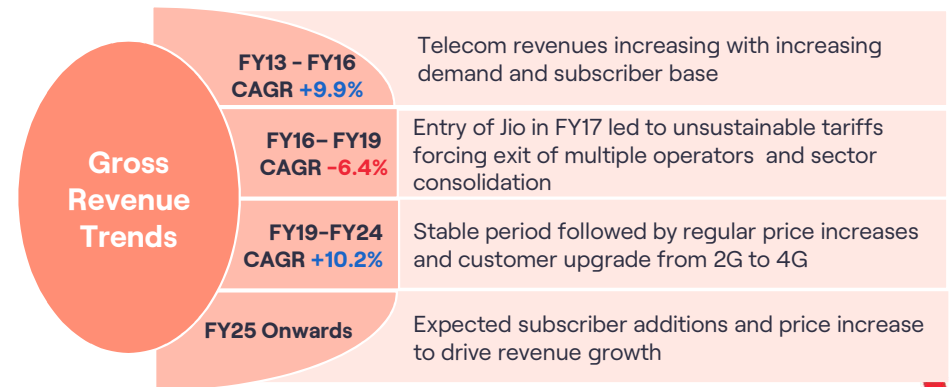 Gross
Revenue
Trends
FY13 - FY16
CAGR +9.9%
Telecom revenues increasing with increasing
demand and subscriber base
FY16– FY19
CAGR -6.4%
Entry of Jio in FY17 led to unsustainable tariffs
forcing exit of multiple operators and sector
consolidation
FY19-FY24
CAGR +10.2%
Stable period followed by regular price increases
and customer upgrade from 2G to 4G
FY25 Onwards
Expected subscriber additions and price increase
to drive revenue growth